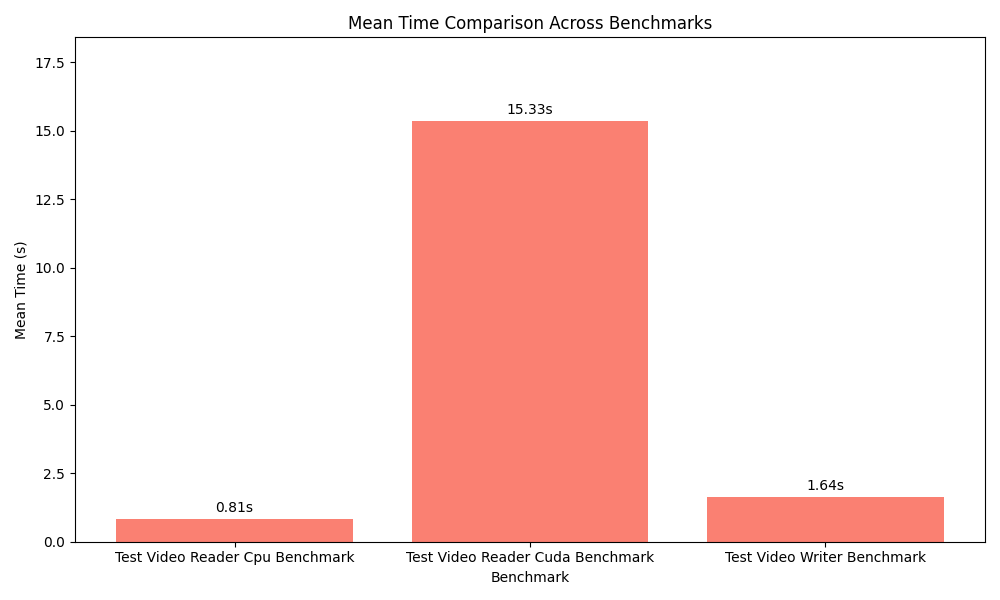 Mean Time Comparison Across Benchmarks
Mean Time (s)
17.5
15.0
12.5
10.0
7.5
5.0
2.5
0.0
0.81s
15.33s
1.64s
Test Video Reader Cpu Benchmark
Test Video Reader Cuda Benchmark
Test Video Writer Benchmark
Benchmark